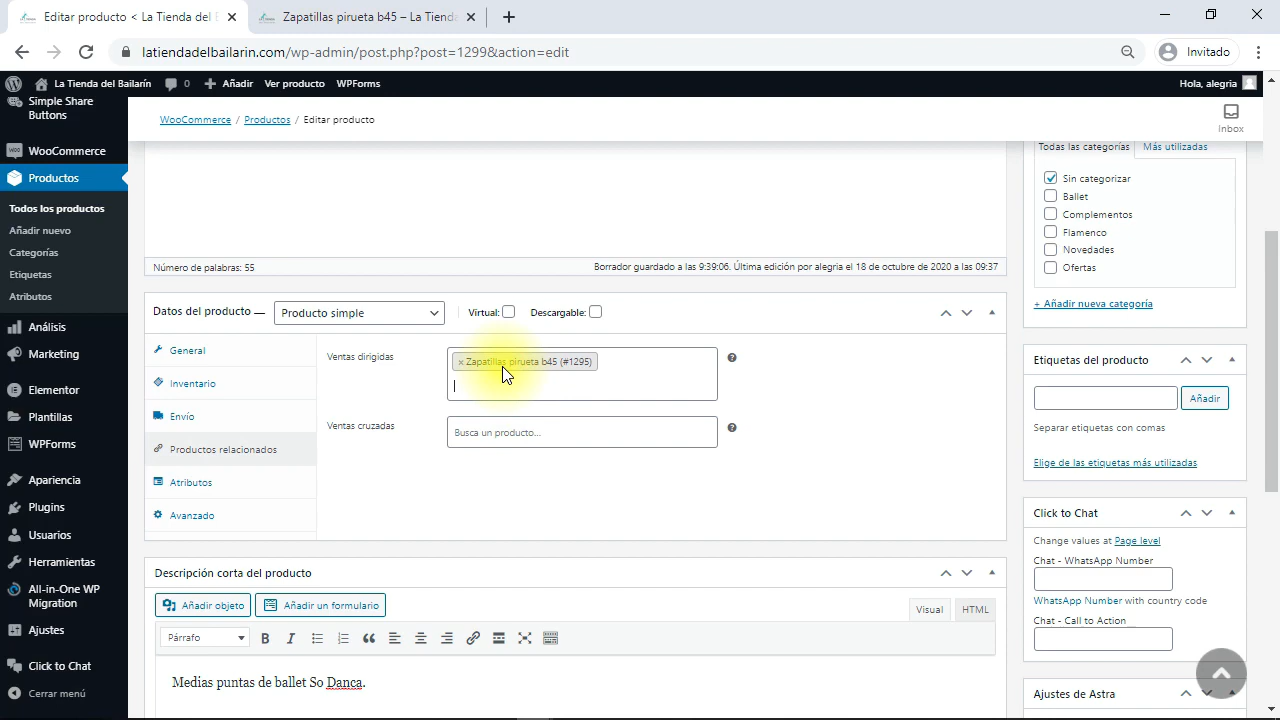 Editar producto < La Tienda del
Zapatillas pirueta b45 – La Tienda
latiendadelbailarin.com/wp-admin/post.php?post=1299&action=edit
Invitado
La Tienda del Bailarín
0
Añadir
Ver producto
WPForms
Hola, alegria
Simple Share
Buttons
WooCommerce
Productos
Todos los productos
Añadir nuevo
Categorías
Etiquetas
Atributos
Análisis
Marketing
Elementor
Plantillas
WPForms
Apariencia
Plugins
Usuarios
Herramientas
All-in-One WP
Migration
Ajustes
Click to Chat
Cerrar menú
WooCommerce / Productos / Editar producto
Inbox
Número de palabras: 55
Borrador guardado a las 9:39:06. Última edición por alegria el 18 de octubre de 2020 a las 09:37
Datos del producto —
Producto simple
Virtual:
Descargable:
General
Inventario
Envío
Productos relacionados
Atributos
Avanzado
Ventas dirigidas
× Zapatillas pirueta b45 (#1295)
Ventas cruzadas
Busca un producto...
Descripción corta del producto
Añadir objeto
Añadir un formulario
Visual
HTML
Párrafo
Medias puntas de ballet So Danca.
Todas las categorías
Más utilizadas
Sin categorizar
Ballet
Complementos
Flamenco
Novedades
Ofertas
+ Añadir nueva categoría
Etiquetas del producto
Añadir
Separar etiquetas con comas
Elige de las etiquetas más utilizadas
Click to Chat
Change values at Page level
Chat - WhatsApp Number
WhatsApp Number with country code
Chat - Call to Action
Ajustes de Astra